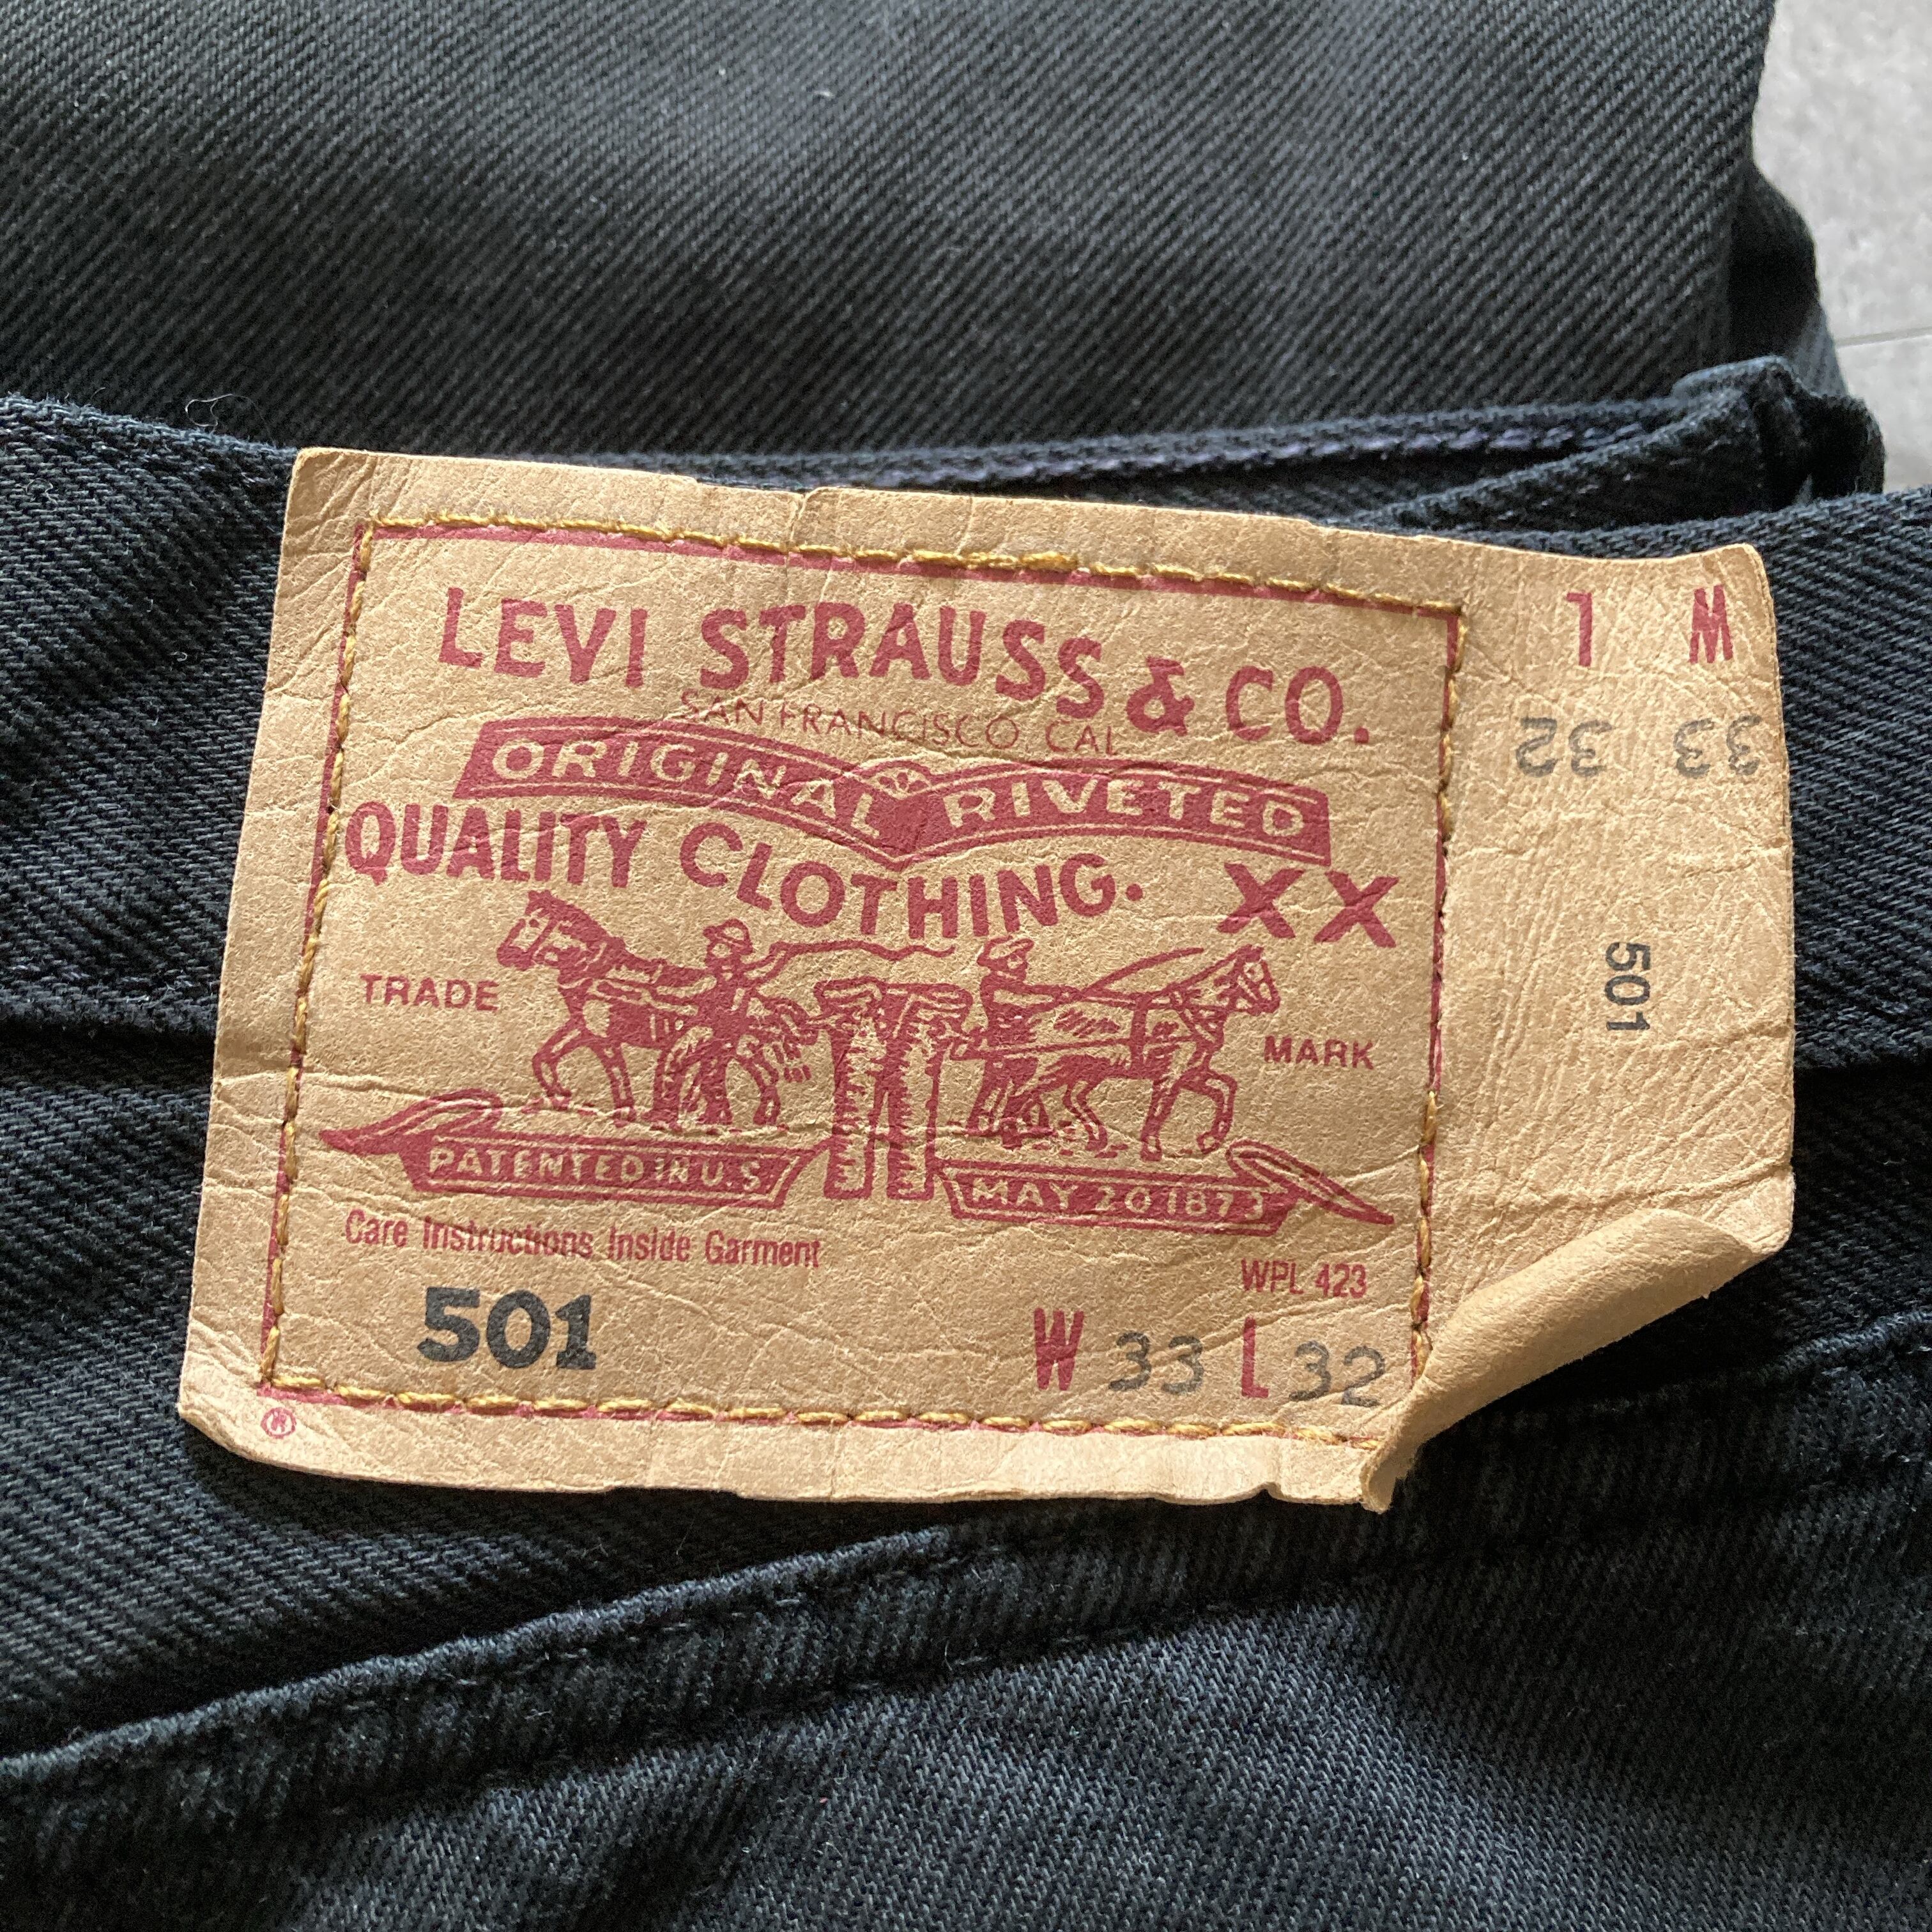 LEVI STRAUSS & CO.
SAN FRANCISCO, CAL
ORIGINAL RIVETED
QUALITY CLOTHING. XX
TRADE MARK
PATENTED IN U.S. MAY 20 1873
Care Instructions Inside Garment
WPL 423
501 W 33 L 32
®
W L
33 32
501